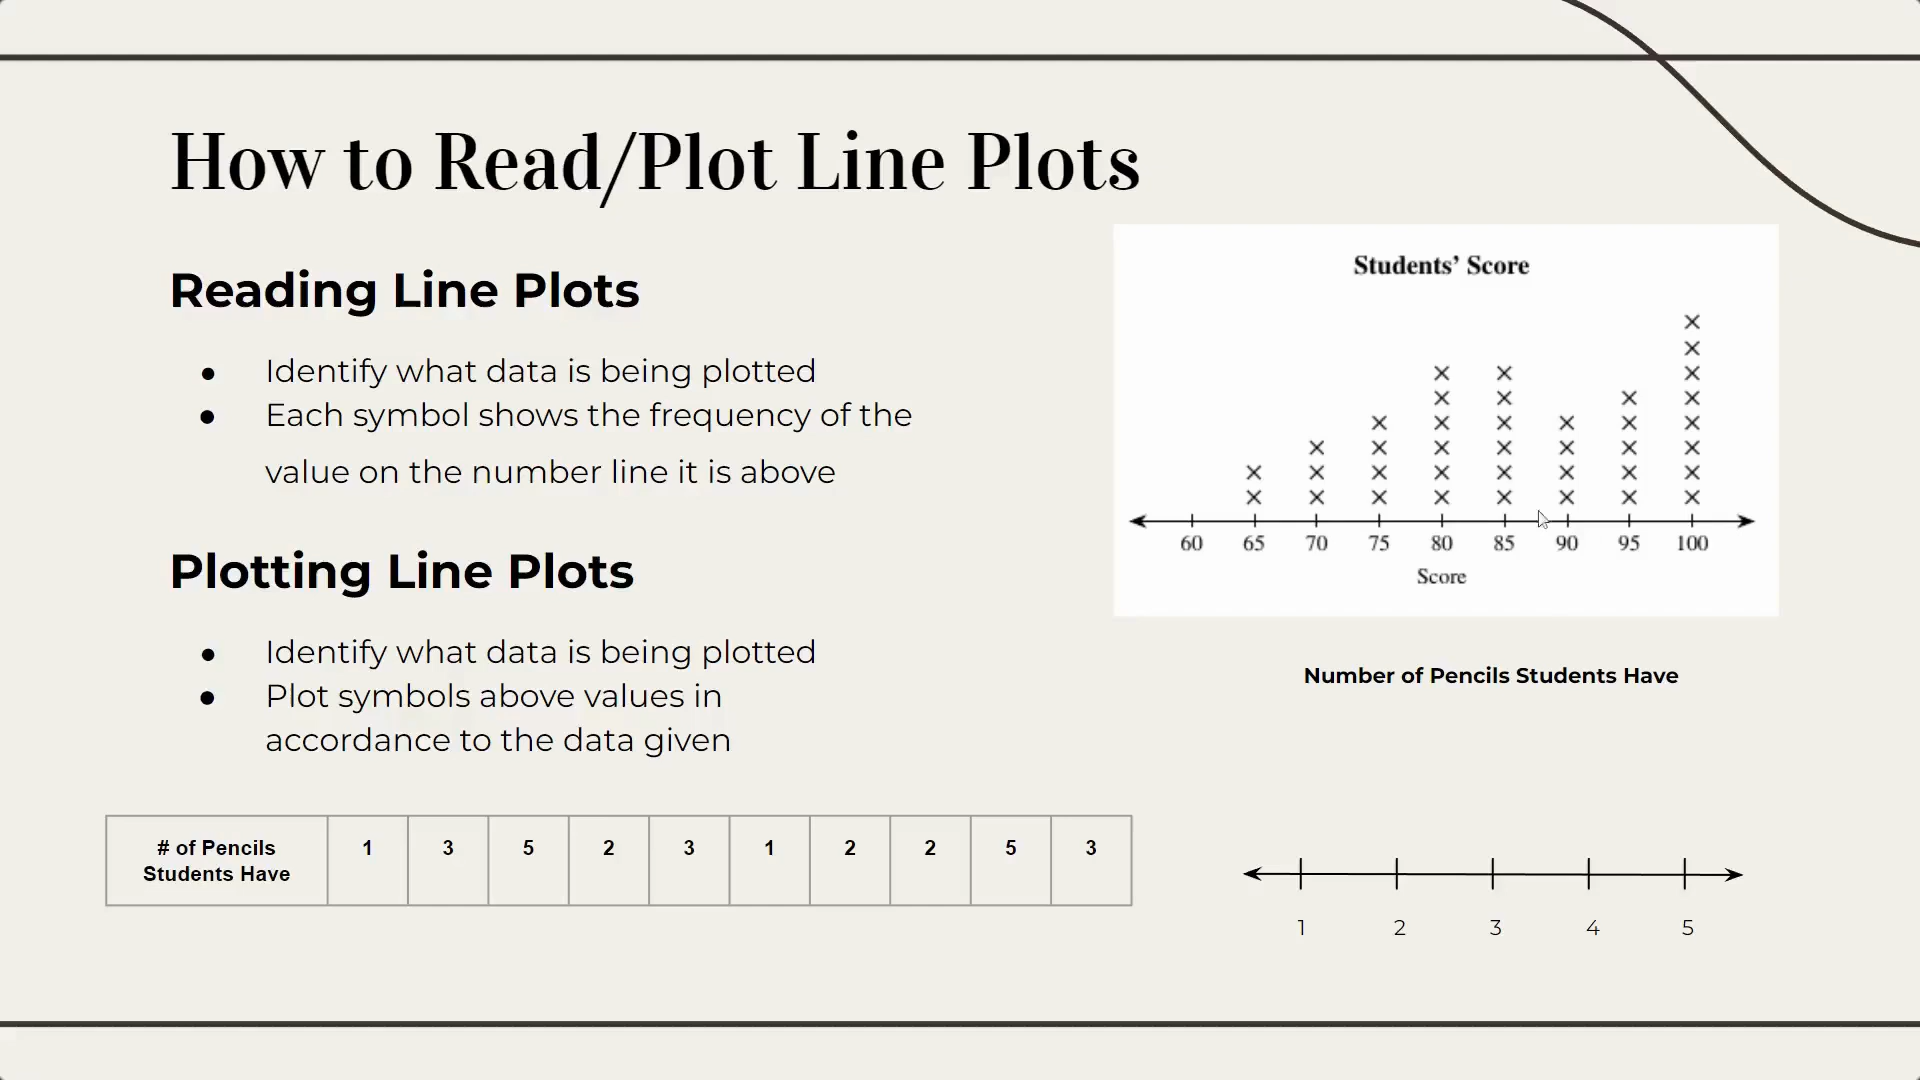 How to Read/Plot Line Plots
Reading Line Plots
● Identify what data is being plotted
● Each symbol shows the frequency of the
value on the number line it is above
Plotting Line Plots
● Identify what data is being plotted
● Plot symbols above values in
accordance to the data given
# of Pencils
Students Have
1 3 5 2 3 1 2 2 5 3
Students' Score
60 65 70 75 80 85 90 95 100
Score
Number of Pencils Students Have
1 2 3 4 5